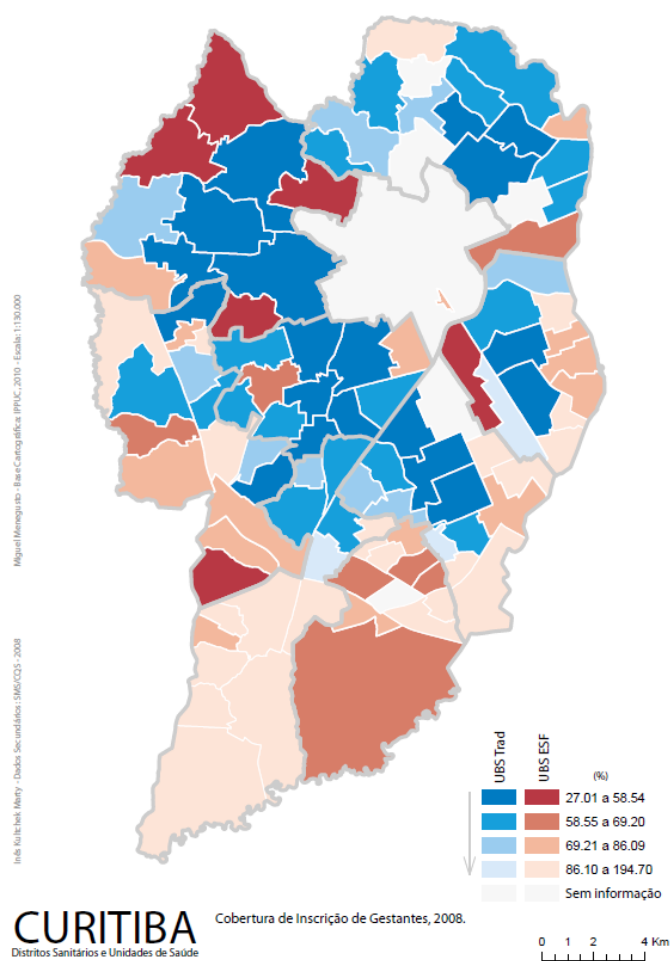 Miguel Menegusto - Base Cartográfica: IPPUC, 2010 - Escala: 1:130.000
Inês Kultchek Marty - Dados Secundários: SMS/CQS - 2008
UBS Trad
UBS ESF
(%)
27.01 a 58.54
58.55 a 69.20
69.21 a 86.09
86.10 a 194.70
Sem informação
CURITIBA
Distritos Sanitários e Unidades de Saúde
Cobertura de Inscrição de Gestantes, 2008.
0 1 2 4 Km